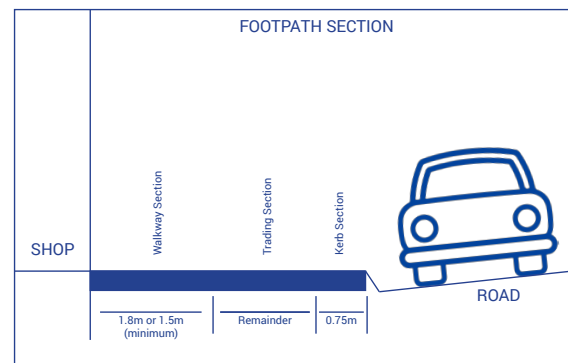 FOOTPATH SECTION
Walkway Section
Trading Section
Kerb Section
SHOP
ROAD
1.8m or 1.5m
(minimum)
Remainder
0.75m